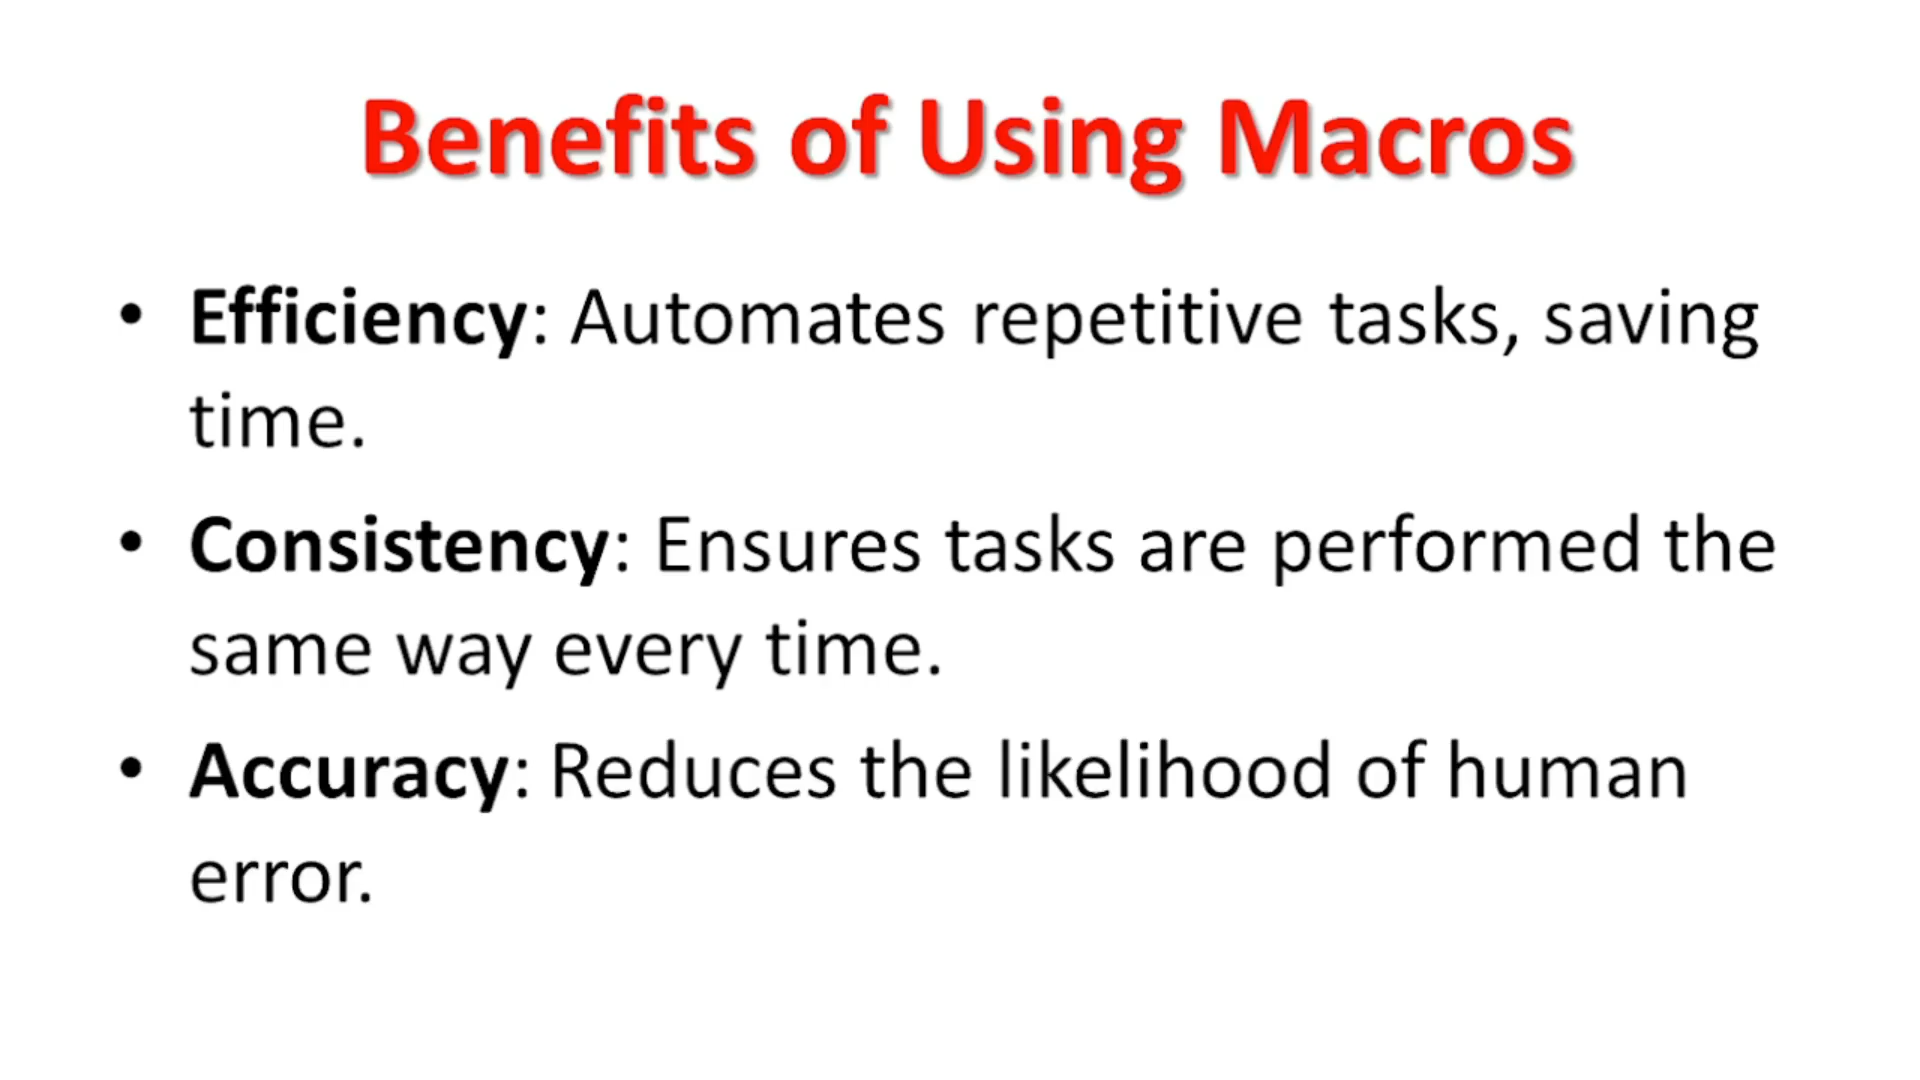 Benefits of Using Macros
• Efficiency: Automates repetitive tasks, saving
time.
• Consistency: Ensures tasks are performed the
same way every time.
• Accuracy: Reduces the likelihood of human
error.